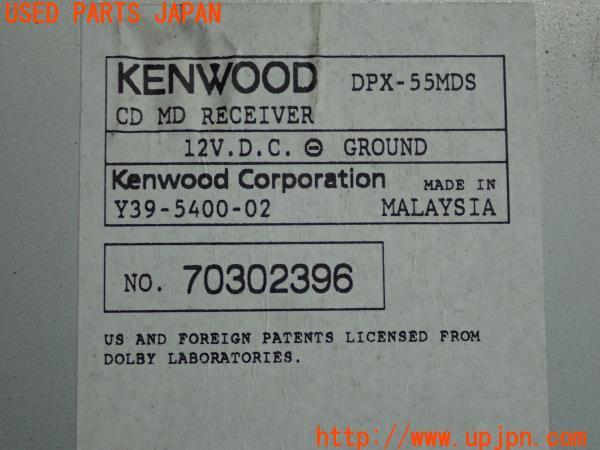 USED PARTS JAPAN
KENWOOD DPX-55MDS
CD MD RECEIVER
12V.D.C. ⊖ GROUND
Kenwood Corporation MADE IN
Y39-5400-02 MALAYSIA
NO. 70302396
US AND FOREIGN PATENTS LICENSED FROM
DOLBY LABORATORIES.
http://www.upjpn.com/